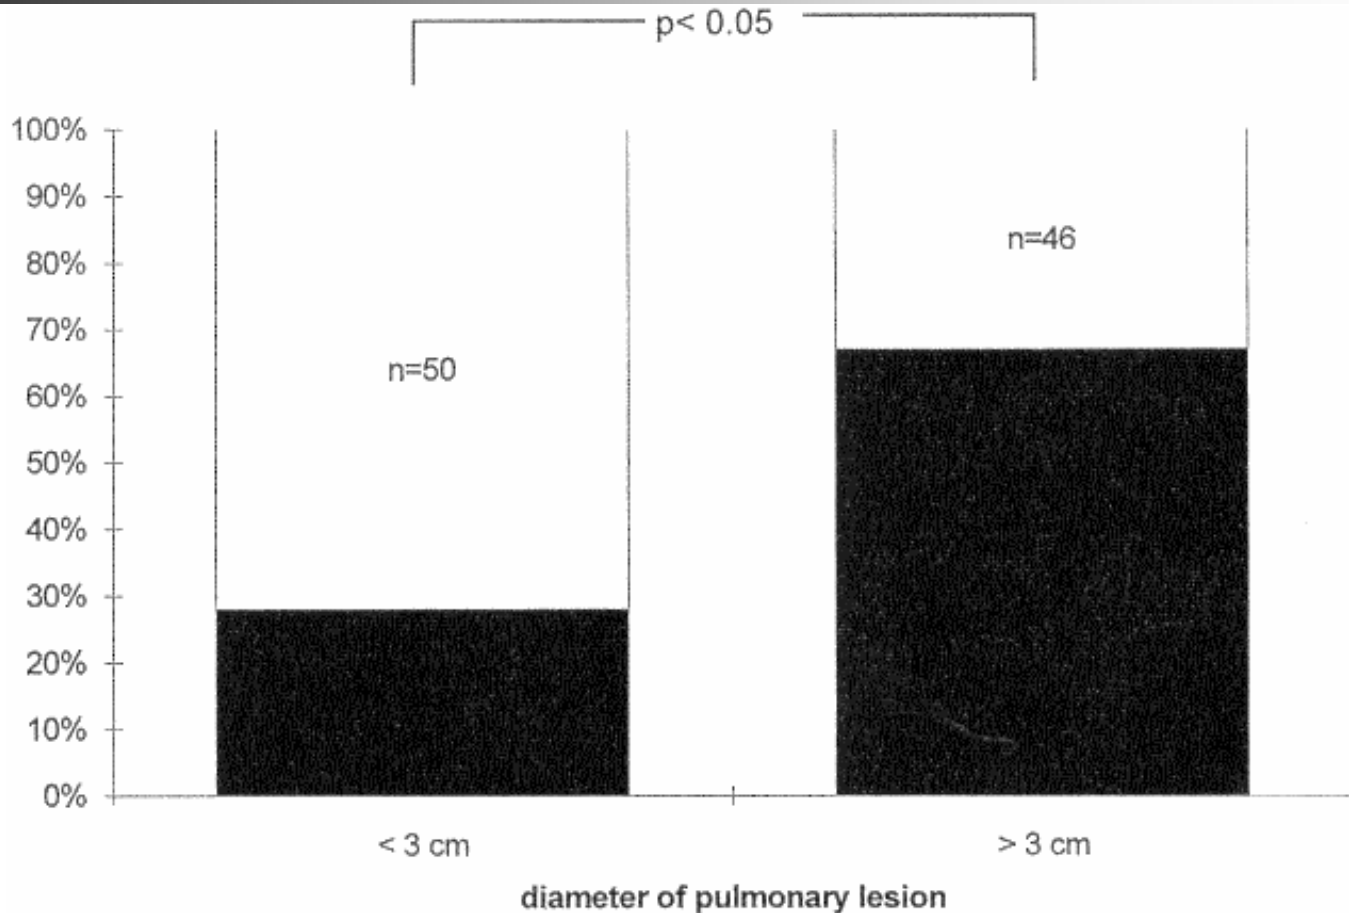 p< 0.05
100%
90%
80%
70%
60%
50%
40%
30%
20%
10%
0%
n=50
n=46
< 3 cm
> 3 cm
diameter of pulmonary lesion